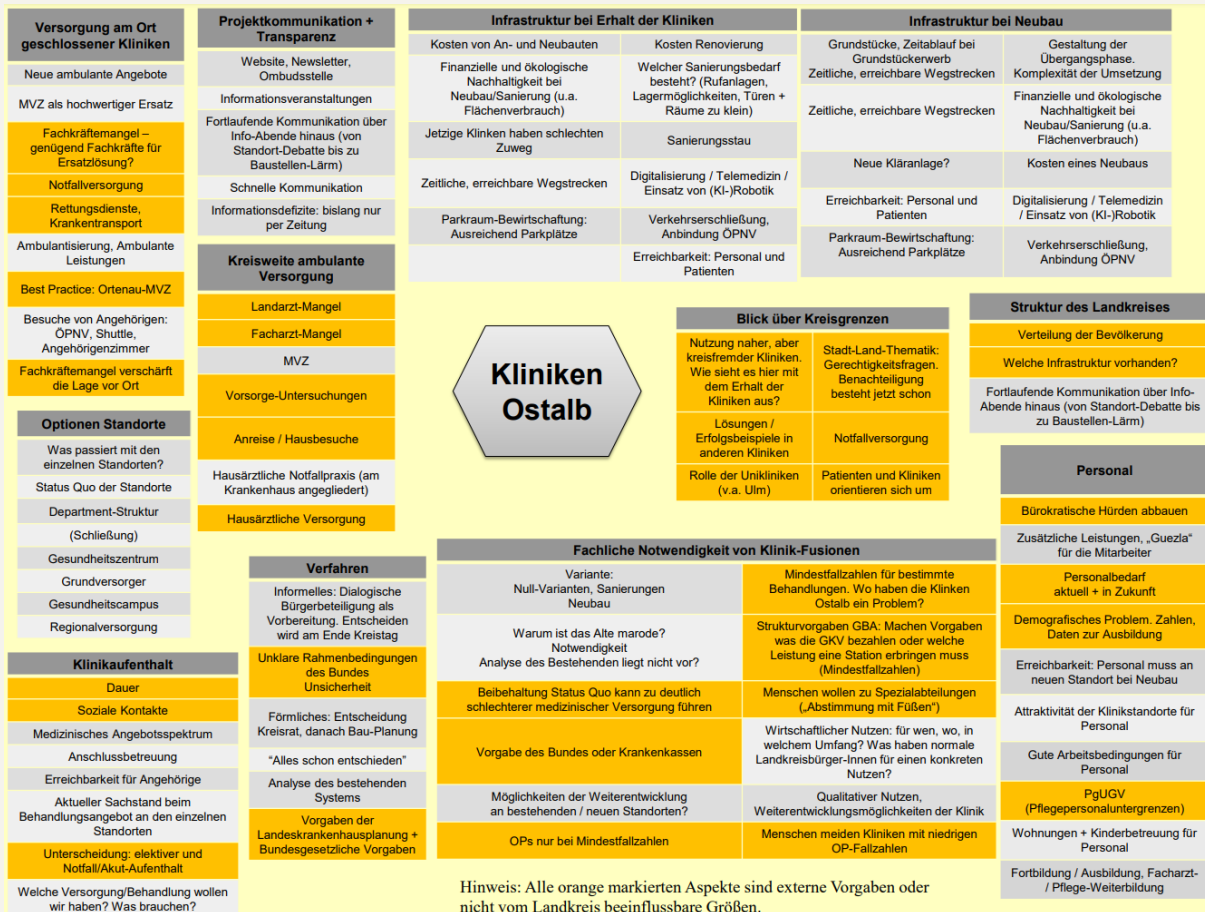 Versorgung am Ort
geschlossener Kliniken
Neue ambulante Angebote
MVZ als hochwertiger Ersatz
Fachkräftemangel –
genügend Fachkräfte für
Ersatzlösung?
Notfallversorgung
Rettungsdienste,
Krankentransport
Ambulantisierung, Ambulante
Leistungen
Best Practice: Ortenau-MVZ
Besuche von Angehörigen:
ÖPNV, Shuttle,
Angehörigenzimmer
Fachkräftemangel verschärft
die Lage vor Ort
Projektkommunikation +
Transparenz
Website, Newsletter,
Ombudsstelle
Informationsveranstaltungen
Fortlaufende Kommunikation über
Info-Abende hinaus (von
Standort-Debatte bis zu
Baustellen-Lärm)
Schnelle Kommunikation
Informationsdefizite: bislang nur
per Zeitung
Infrastruktur bei Erhalt der Kliniken
Kosten von An- und Neubauten
Kosten Renovierung
Finanzielle und ökologische
Nachhaltigkeit bei
Neubau/Sanierung (u.a.
Flächenverbrauch)
Welcher Sanierungsbedarf
besteht? (Rufanlagen,
Lagermöglichkeiten, Türen +
Räume zu klein)
Jetzige Klinken haben schlechten
Zuweg
Sanierungsstau
Zeitliche, erreichbare Wegstrecken
Digitalisierung / Telemedizin /
Einsatz von (KI-)Robotik
Parkraum-Bewirtschaftung:
Ausreichend Parkplätze
Verkehrserschließung,
Anbindung ÖPNV
Erreichbarkeit: Personal und
Patienten
Infrastruktur bei Neubau
Grundstücke, Zeitablauf bei
Grundstückerwerb
Zeitliche, erreichbare Wegstrecken
Gestaltung der
Übergangsphase.
Komplexität der Umsetzung
Zeitliche, erreichbare Wegstrecken
Finanzielle und ökologische
Nachhaltigkeit bei
Neubau/Sanierung (u.a.
Flächenverbrauch)
Neue Kläranlage?
Kosten eines Neubaus
Erreichbarkeit: Personal und
Patienten
Digitalisierung / Telemedizin
/ Einsatz von (KI-)Robotik
Parkraum-Bewirtschaftung:
Ausreichend Parkplätze
Verkehrserschließung,
Anbindung ÖPNV
Kreisweite ambulante
Versorgung
Landarzt-Mangel
Facharzt-Mangel
MVZ
Vorsorge-Untersuchungen
Anreise / Hausbesuche
Hausärztliche Notfallpraxis (am
Krankenhaus angegliedert)
Hausärztliche Versorgung
Kliniken
Ostalb
Blick über Kreisgrenzen
Nutzung naher, aber
kreisfremder Kliniken.
Wie sieht es hier mit
dem Erhalt der
Kliniken aus?
Stadt-Land-Thematik:
Gerechtigkeitsfragen.
Benachteiligung
besteht jetzt schon
Lösungen /
Erfolgsbeispiele in
anderen Kliniken
Notfallversorgung
Rolle der Unikliniken
(v.a. Ulm)
Patienten und Kliniken
orientieren sich um
Struktur des Landkreises
Verteilung der Bevölkerung
Welche Infrastruktur vorhanden?
Fortlaufende Kommunikation über Info-
Abende hinaus (von Standort-Debatte bis
zu Baustellen-Lärm)
Optionen Standorte
Was passiert mit den
einzelnen Standorten?
Status Quo der Standorte
Department-Struktur
(Schließung)
Gesundheitszentrum
Grundversorger
Gesundheitscampus
Regionalversorgung
Personal
Bürokratische Hürden abbauen
Zusätzliche Leistungen, „Guezla“
für die Mitarbeiter
Personalbedarf
aktuell + in Zukunft
Demografisches Problem. Zahlen,
Daten zur Ausbildung
Erreichbarkeit: Personal muss an
neuen Standort bei Neubau
Attraktivität der Klinikstandorte für
Personal
Gute Arbeitsbedingungen für
Personal
PgUGV
(Pflegepersonaluntergrenzen)
Wohnungen + Kinderbetreuung für
Personal
Fortbildung / Ausbildung, Facharzt-
/ Pflege-Weiterbildung
Verfahren
Informelles: Dialogische
Bürgerbeteiligung als
Vorbereitung. Entscheiden
wird am Ende Kreistag
Unklare Rahmenbedingungen
des Bundes
Unsicherheit
Förmliches: Entscheidung
Kreisrat, danach Bau-Planung
“Alles schon entschieden”
Analyse des bestehenden
Systems
Vorgaben der
Landeskrankenhausplanung +
Bundesgesetzliche Vorgaben
Fachliche Notwendigkeit von Klinik-Fusionen
Variante:
Null-Varianten, Sanierungen
Neubau
Mindestfallzahlen für bestimmte
Behandlungen. Wo haben die Klinken
Ostalb ein Problem?
Warum ist das Alte marode?
Notwendigkeit
Analyse des Bestehenden liegt nicht vor?
Strukturvorgaben GBA: Machen Vorgaben
was die GKV bezahlen oder welche
Leistung eine Station erbringen muss
(Mindestfallzahlen)
Beibehaltung Status Quo kann zu deutlich
schlechterer medizinischer Versorgung führen
Menschen wollen zu Spezialabteilungen
(„Abstimmung mit Füßen“)
Vorgabe des Bundes oder Krankenkassen
Wirtschaftlicher Nutzen: für wen, wo, in
welchem Umfang? Was haben normale
Landkreisbürger-Innen für einen konkreten
Nutzen?
Möglichkeiten der Weiterentwicklung
an bestehenden / neuen Standorten?
Qualitativer Nutzen,
Weiterentwicklungsmöglichkeiten der Klinik
OPs nur bei Mindestfallzahlen
Menschen meiden Kliniken mit niedrigen
OP-Fallzahlen
Klinikaufenthalt
Dauer
Soziale Kontakte
Medizinisches Angebotsspektrum
Anschlussbetreuung
Erreichbarkeit für Angehörige
Aktueller Sachstand beim
Behandlungsangebot an den einzelnen
Standorten
Unterscheidung: elektiver und
Notfall/Akut-Aufenthalt
Welche Versorgung/Behandlung wollen
wir haben? Was brauchen?
Hinweis: Alle orange markierten Aspekte sind externe Vorgaben oder
nicht vom Landkreis beeinflussbare Größen.